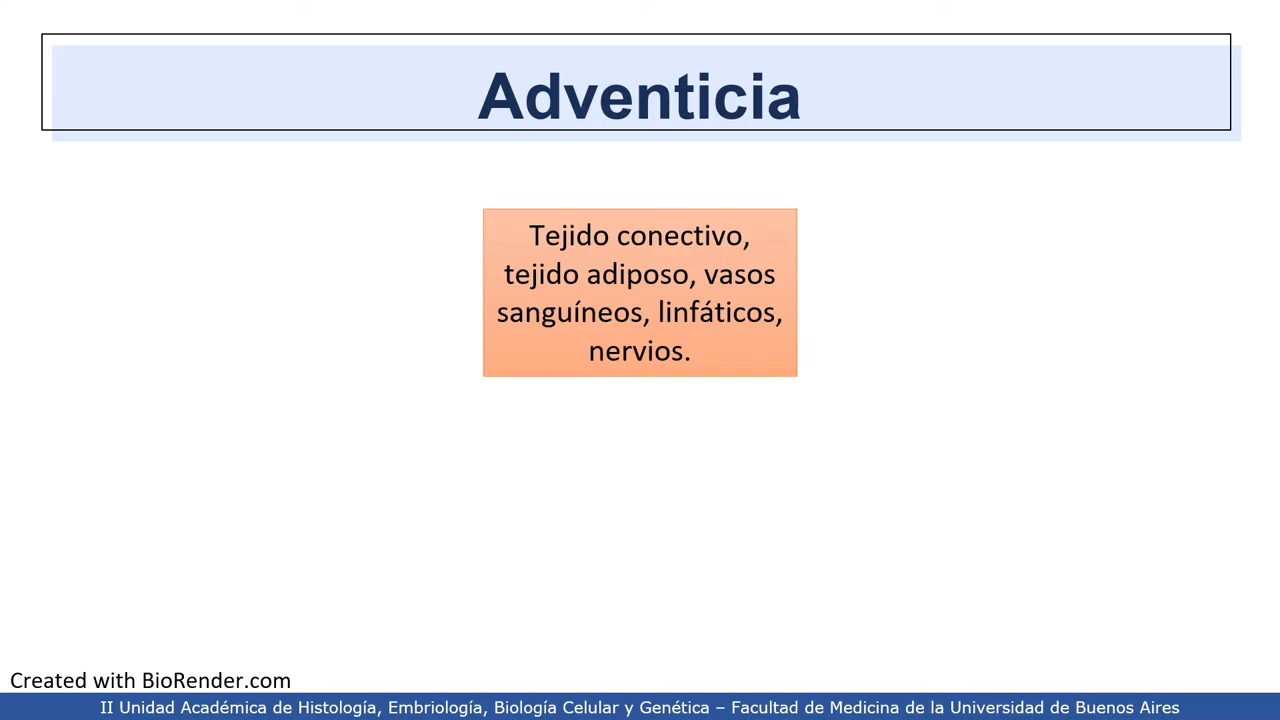 Adventicia
Tejido conectivo,
tejido adiposo, vasos
sanguíneos, linfáticos,
nervios.
Created with BioRender.com
II Unidad Académica de Histología, Embriología, Biología Celular y Genética – Facultad de Medicina de la Universidad de Buenos Aires